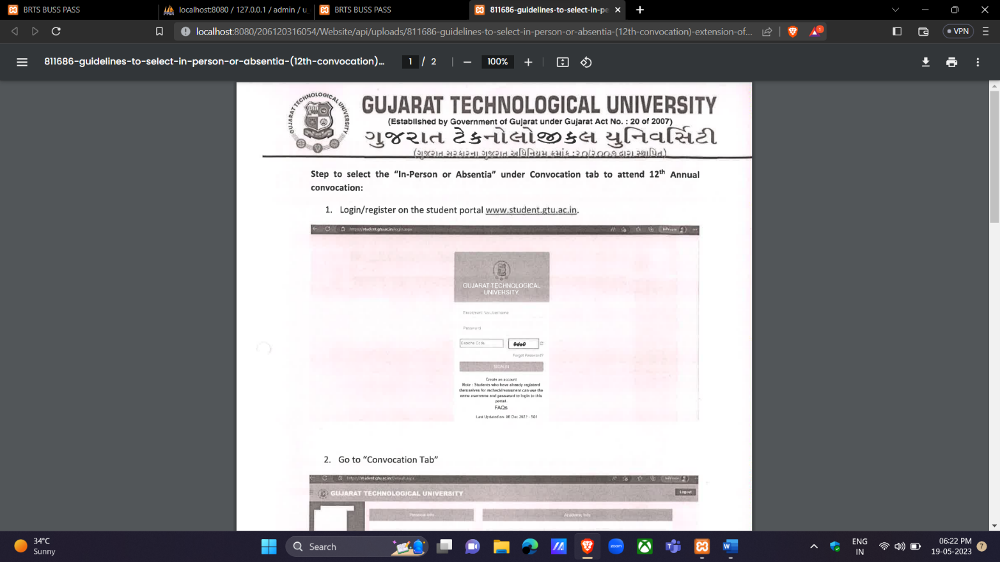 BRTS BUSS PASS
localhost:8080 / 127.0.0.1 / admin / u_
BRTS BUSS PASS
811686-guidelines-to-select-in-pe
localhost:8080/206120316054/Website/api/uploads/811686-guidelines-to-select-in-person-or-absentia-(12th-convocation)-extension-of...
1
VPN
811686-guidelines-to-select-in-person-or-absentia-(12th-convocation)...
1 / 2
100%
GUJARAT TECHNOLOGICAL UNIVERSITY
GUJARAT TECHNOLOGICAL UNIVERSITY
(Established by Government of Gujarat under Gujarat Act No. : 20 of 2007)
ગુજરાત ટેકનોલોજીકલ યુનિવર્સિટી
(ગુજરાત સરકારના ગુજરાત અધિનિયમ ક્રમાંક :૨૦/૨૦૦૭ દ્વારા સ્થાપિત)
Step to select the “In-Person or Absentia” under Convocation tab to attend 12th Annual
convocation:
1. Login/register on the student portal www.student.gtu.ac.in.
https://student.gtu.ac.in/login.aspx
InPrivate
GUJARAT TECHNOLOGICAL
UNIVERSITY
Password
Code
Forgot Password?
SIGN IN
Create an account
Note : Students who have already registerd
themselves for recheck/reassment can use the
same username and password to login to this
portal.
FAQs
Last Updated on 06 Dec 2022 - 501
2. Go to “Convocation Tab”
https://student.gtu.ac.in/Default.aspx
InPrivate
GUJARAT TECHNOLOGICAL UNIVERSITY
Logout
Personal Info.
Academic Info
34°C
Sunny
Search
zoom
ENG
IN
06:22 PM
19-05-2023
7